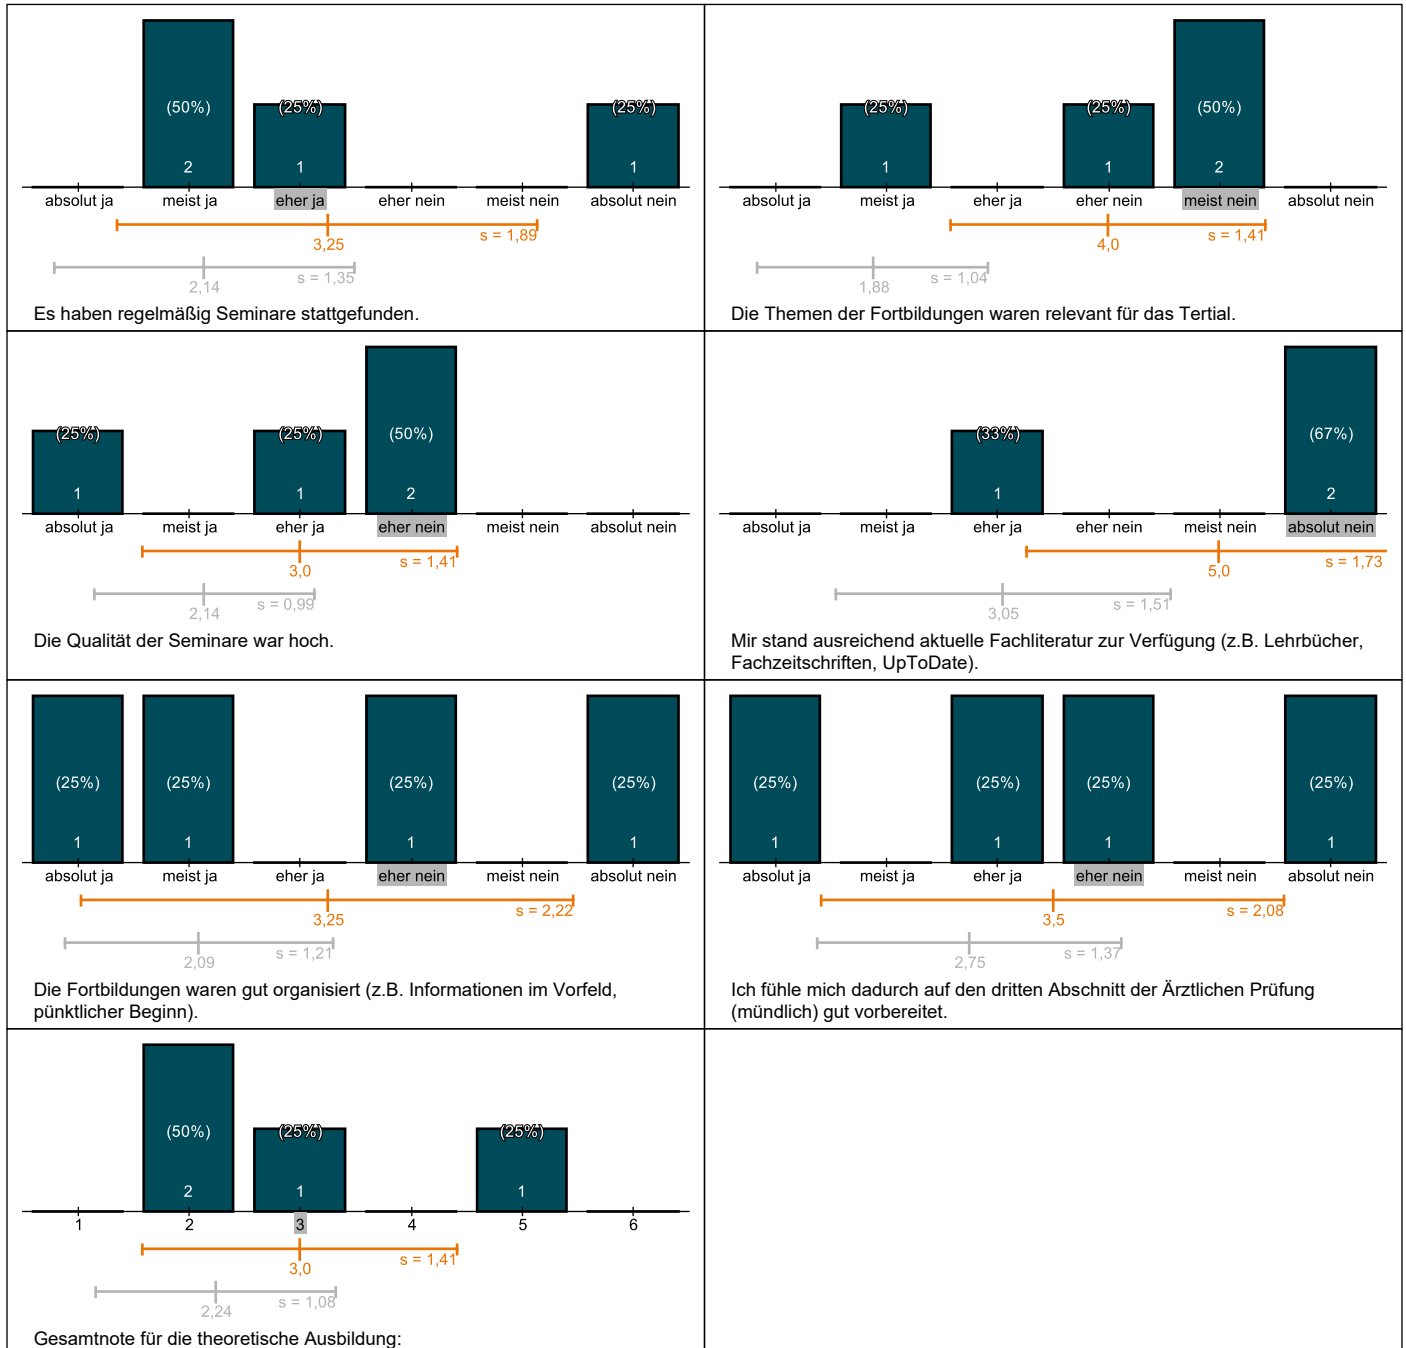 (50%) (25%) (25%)
2 1 1
absolut ja meist ja eher ja eher nein meist nein absolut nein
3,25 s = 1,89
2,14 s = 1,35
Es haben regelmäßig Seminare stattgefunden.
(25%) (25%) (50%)
1 1 2
absolut ja meist ja eher ja eher nein meist nein absolut nein
4,0 s = 1,41
1,88 s = 1,04
Die Themen der Fortbildungen waren relevant für das Tertial.
(25%) (25%) (50%)
1 1 2
absolut ja meist ja eher ja eher nein meist nein absolut nein
3,0 s = 1,41
2,14 s = 0,99
Die Qualität der Seminare war hoch.
(33%) (67%)
1 2
absolut ja meist ja eher ja eher nein meist nein absolut nein
5,0 s = 1,73
3,05 s = 1,51
Mir stand ausreichend aktuelle Fachliteratur zur Verfügung (z.B. Lehrbücher,
Fachzeitschriften, UpToDate).
(25%) (25%) (25%) (25%)
1 1 1 1
absolut ja meist ja eher ja eher nein meist nein absolut nein
3,25 s = 2,22
2,09 s = 1,21
Die Fortbildungen waren gut organisiert (z.B. Informationen im Vorfeld,
pünktlicher Beginn).
(25%) (25%) (25%) (25%)
1 1 1 1
absolut ja meist ja eher ja eher nein meist nein absolut nein
3,5 s = 2,08
2,75 s = 1,37
Ich fühle mich dadurch auf den dritten Abschnitt der Ärztlichen Prüfung
(mündlich) gut vorbereitet.
(50%) (25%) (25%)
2 1 1
1 2 3 4 5 6
3,0 s = 1,41
2,24 s = 1,08
Gesamtnote für die theoretische Ausbildung: